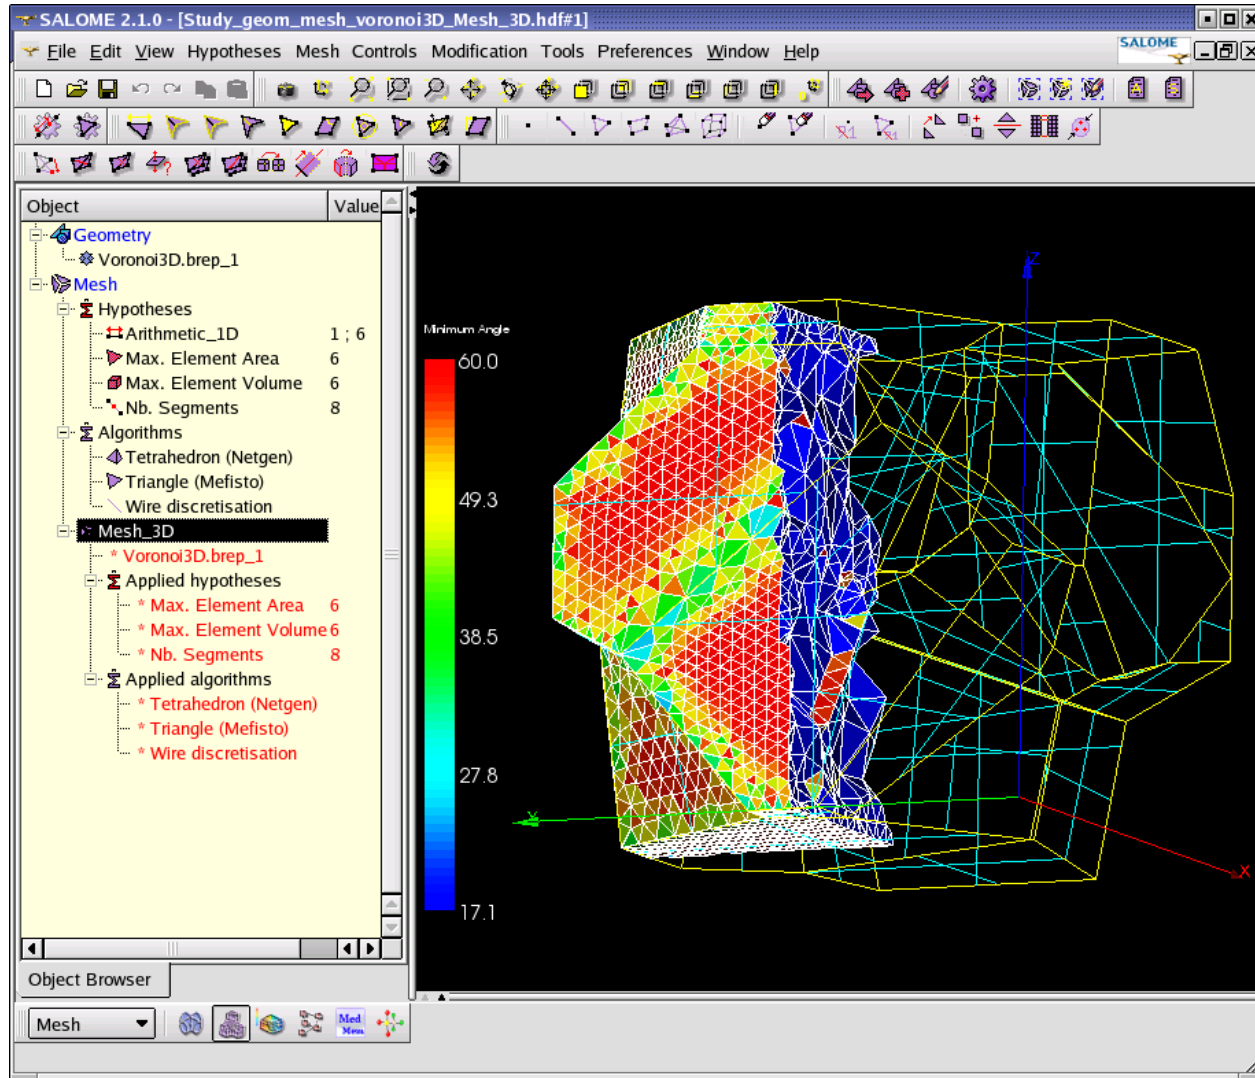 SALOME 2.1.0 - [Study_geom_mesh_voronoi3D_Mesh_3D.hdf#1]
File Edit View Hypotheses Mesh Controls Modification Tools Preferences Window Help
SALOME
Object Value
Geometry
Voronoi3D.brep_1
Mesh
Hypotheses
Arithmetic_1D 1 ; 6
Max. Element Area 6
Max. Element Volume 6
Nb. Segments 8
Algorithms
Tetrahedron (Netgen)
Triangle (Mefisto)
Wire discretisation
Mesh_3D
* Voronoi3D.brep_1
Applied hypotheses
* Max. Element Area 6
* Max. Element Volume 6
* Nb. Segments 8
Applied algorithms
* Tetrahedron (Netgen)
* Triangle (Mefisto)
* Wire discretisation
Object Browser
Mesh
Med
Mem
Minimum Angle
60.0
49.3
38.5
27.8
17.1
Z
Y
X